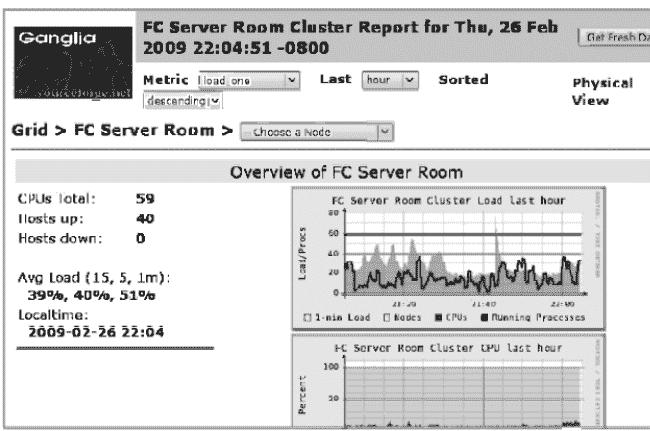 Ganglia
sourceforge.net
FC Server Room Cluster Report for Thu, 26 Feb
2009 22:04:51 -0800
Get Fresh Da
Metric load_one Last hour Sorted
descending
Physical
View
Grid > FC Server Room > Choose a Node
Overview of FC Server Room
CPUs Total: 59
Hosts up: 40
Hosts down: 0
Avg Load (15, 5, 1m):
39%, 40%, 51%
Localtime:
2009-02-26 22:04
FC Server Room Cluster Load last hour
Load/Procs
80
60
40
20
0
21:20 21:40 22:00
1-min Load Nodes CPUs Running Processes
FC Server Room Cluster CPU last hour
Percent
100
50